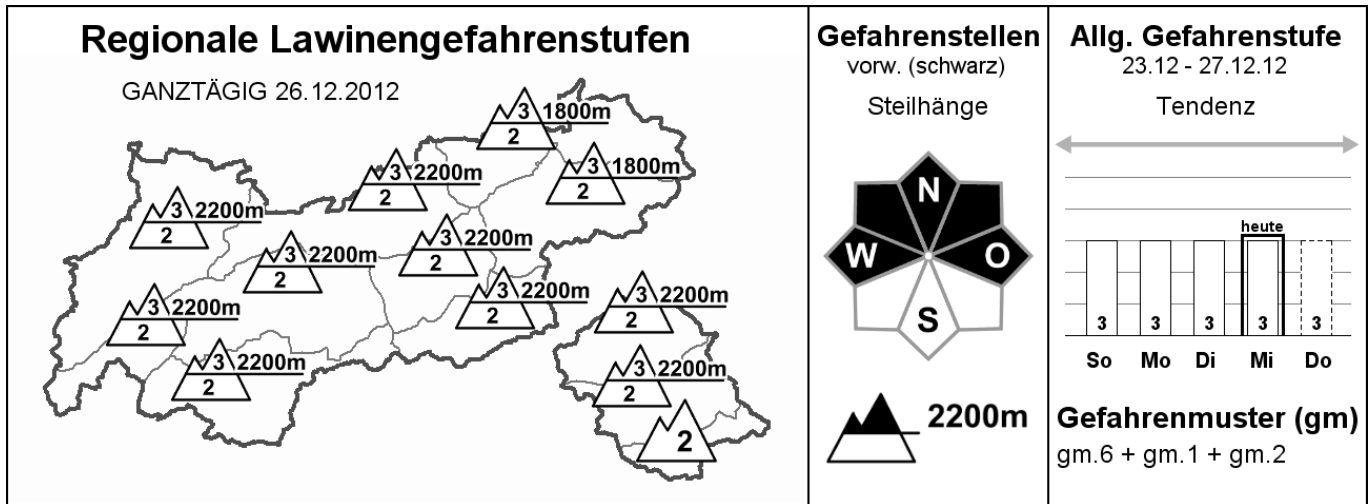 Regionale Lawinengefahrenstufen
GANZTÄGIG 26.12.2012
3 1800m
2
3 1800m
2
3 2200m
2
3 2200m
2
3 2200m
2
3 2200m
2
3 2200m
2
3 2200m
2
3 2200m
2
3 2200m
2
3 2200m
2
2
Gefahrenstellen
vorw. (schwarz)
Steilhänge
N
W
O
S
2200m
Allg. Gefahrenstufe
23.12 - 27.12.12
Tendenz
heute
3 3 3 3 3
So Mo Di Mi Do
Gefahrenmuster (gm)
gm.6 + gm.1 + gm.2